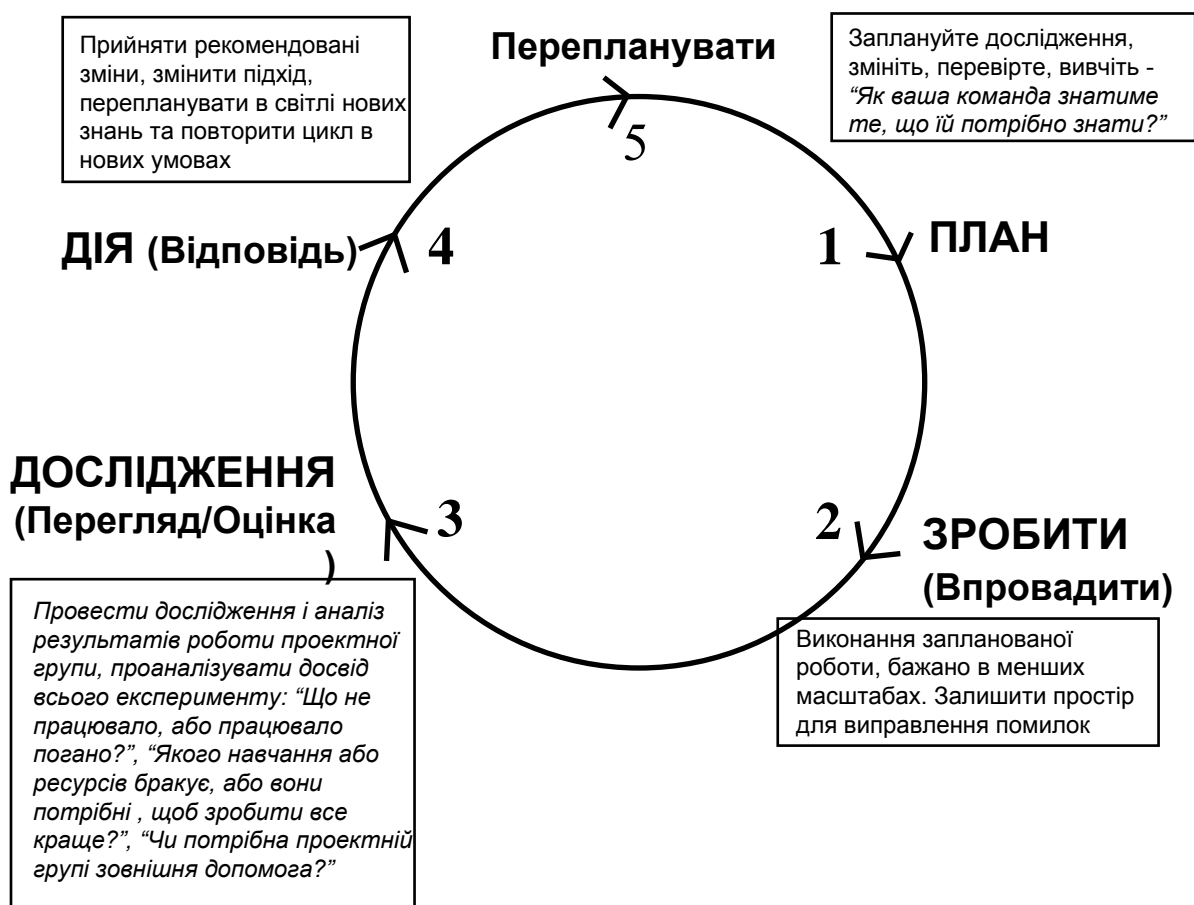 Прийняти рекомендовані
зміни, змінити підхід,
перепланувати в світлі нових
знань та повторити цикл в
нових умовах
Перепланувати
5
Заплануйте дослідження,
змініть, перевірте, вивчіть -
“Як ваша команда знатиме
те, що їй потрібно знати?”
ДІЯ (Відповідь)
4
1
ПЛАН
ДОСЛІДЖЕННЯ
(Перегляд/Оцінка
)
3
2
ЗРОБИТИ
(Впровадити)
Провести дослідження і аналіз
результатів роботи проектної
групи, проаналізувати досвід
всього експерименту: “Що не
працювало, або працювало
погано?”, “Якого навчання або
ресурсів бракує, або вони
потрібні , щоб зробити все
краще?”, “Чи потрібна проектній
групі зовнішня допомога?”
Виконання запланованої
роботи, бажано в менших
масштабах. Залишити простір
для виправлення помилок